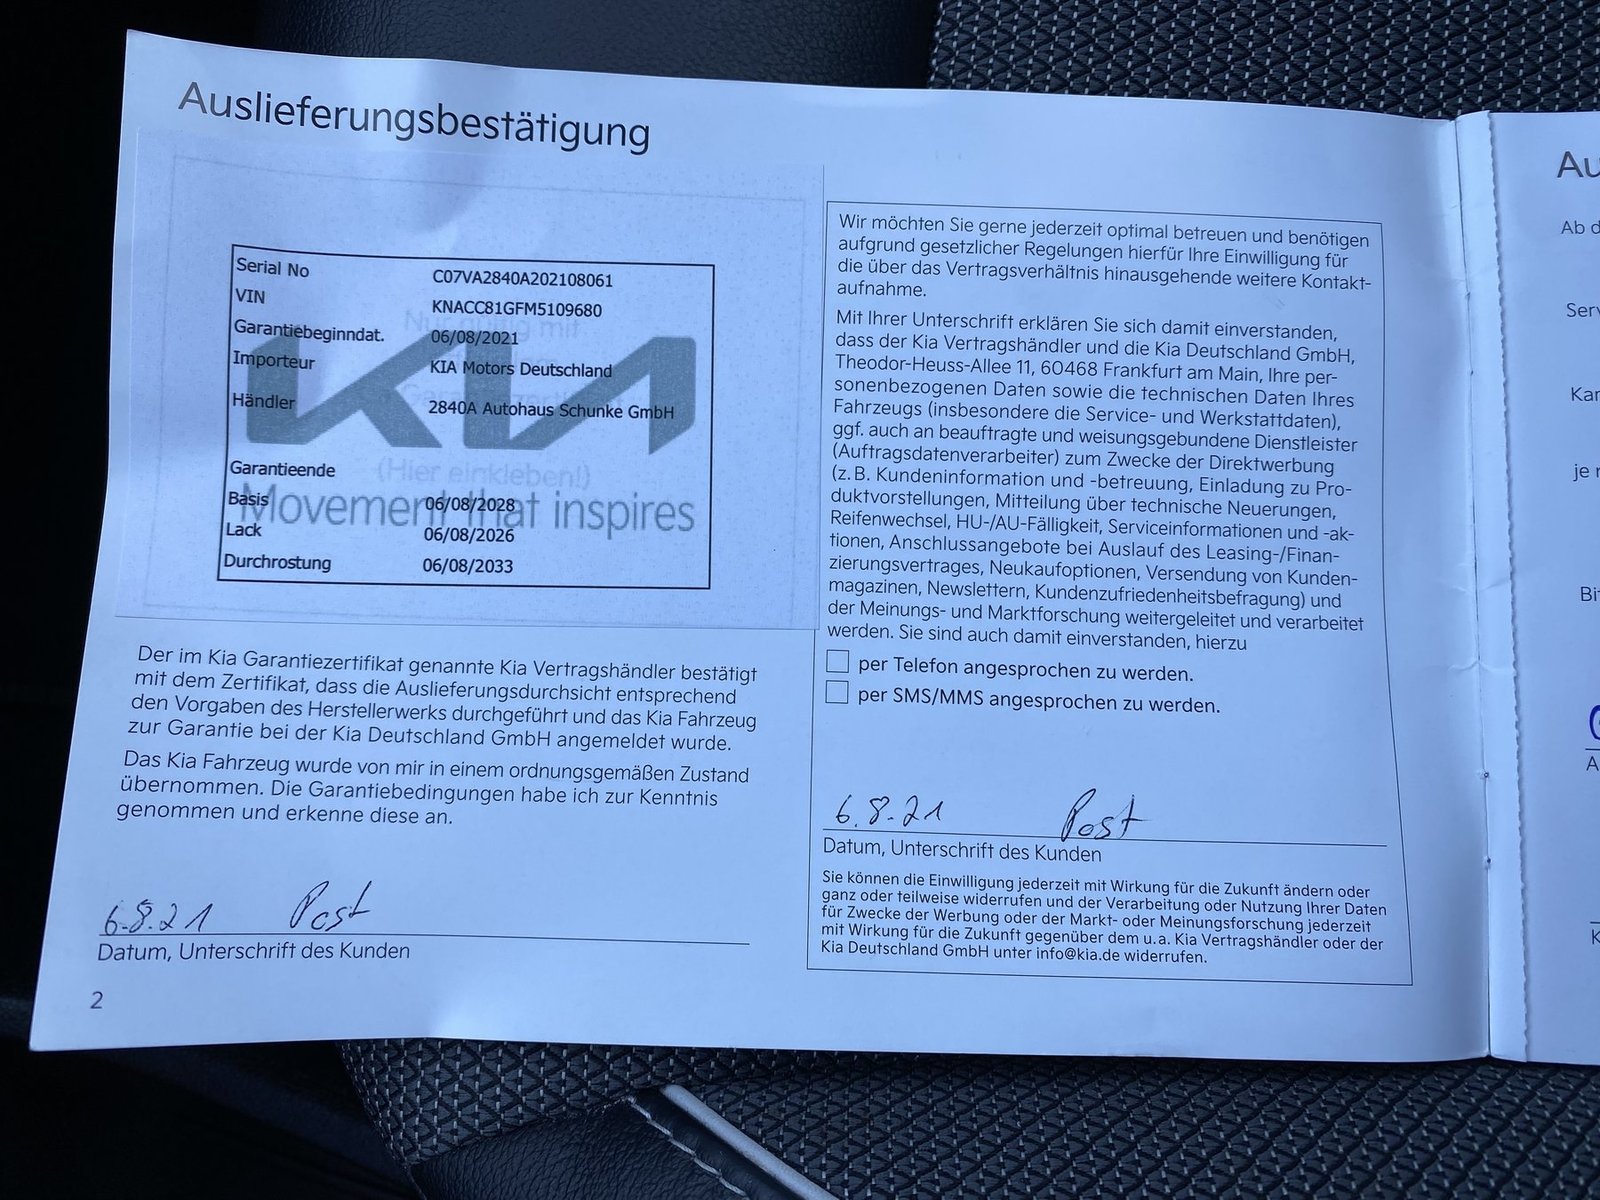 Auslieferungsbestätigung
Serial No C07VA2840A202108061
VIN KNACC81GFM5109680
Garantiebeginndat. 06/08/2021
Importeur KIA Motors Deutschland
Händler 2840A Autohaus Schunke GmbH
KIA
Garantieende
(Hier einkleben!)
Basis 06/08/2028
Movement that inspires
Lack 06/08/2026
Durchrostung 06/08/2033
Der im Kia Garantiezertifikat genannte Kia Vertragshändler bestätigt
mit dem Zertifikat, dass die Auslieferungsdurchsicht entsprechend
den Vorgaben des Herstellerwerks durchgeführt und das Kia Fahrzeug
zur Garantie bei der Kia Deutschland GmbH angemeldet wurde.
Das Kia Fahrzeug wurde von mir in einem ordnungsgemäßen Zustand
übernommen. Die Garantiebedingungen habe ich zur Kenntnis
genommen und erkenne diese an.
6.8.21 Post
Datum, Unterschrift des Kunden
2
Wir möchten Sie gerne jederzeit optimal betreuen und benötigen
aufgrund gesetzlicher Regelungen hierfür Ihre Einwilligung für
die über das Vertragsverhältnis hinausgehende weitere Kontakt-
aufnahme.
Mit Ihrer Unterschrift erklären Sie sich damit einverstanden,
dass der Kia Vertragshändler und die Kia Deutschland GmbH,
Theodor-Heuss-Allee 11, 60468 Frankfurt am Main, Ihre per-
sonenbezogenen Daten sowie die technischen Daten Ihres
Fahrzeugs (insbesondere die Service- und Werkstattdaten),
ggf. auch an beauftragte und weisungsgebundene Dienstleister
(Auftragsdatenverarbeiter) zum Zwecke der Direktwerbung
(z.B. Kundeninformation und -betreuung, Einladung zu Pro-
duktvorstellungen, Mitteilung über technische Neuerungen,
Reifenwechsel, HU-/AU-Fälligkeit, Serviceinformationen und -ak-
tionen, Anschlussangebote bei Auslauf des Leasing-/Finan-
zierungsvertrages, Neukaufoptionen, Versendung von Kunden-
magazinen, Newslettern, Kundenzufriedenheitsbefragung) und
der Meinungs- und Marktforschung weitergeleitet und verarbeitet
werden. Sie sind auch damit einverstanden, hierzu
per Telefon angesprochen zu werden.
per SMS/MMS angesprochen zu werden.
6.8.21 Post
Datum, Unterschrift des Kunden
Sie können die Einwilligung jederzeit mit Wirkung für die Zukunft ändern oder
ganz oder teilweise widerrufen und der Verarbeitung oder Nutzung Ihrer Daten
für Zwecke der Werbung oder der Markt- oder Meinungsforschung jederzeit
mit Wirkung für die Zukunft gegenüber dem u.a. Kia Vertragshändler oder der
Kia Deutschland GmbH unter info@kia.de widerrufen.
Au
Ab d
Serv
je